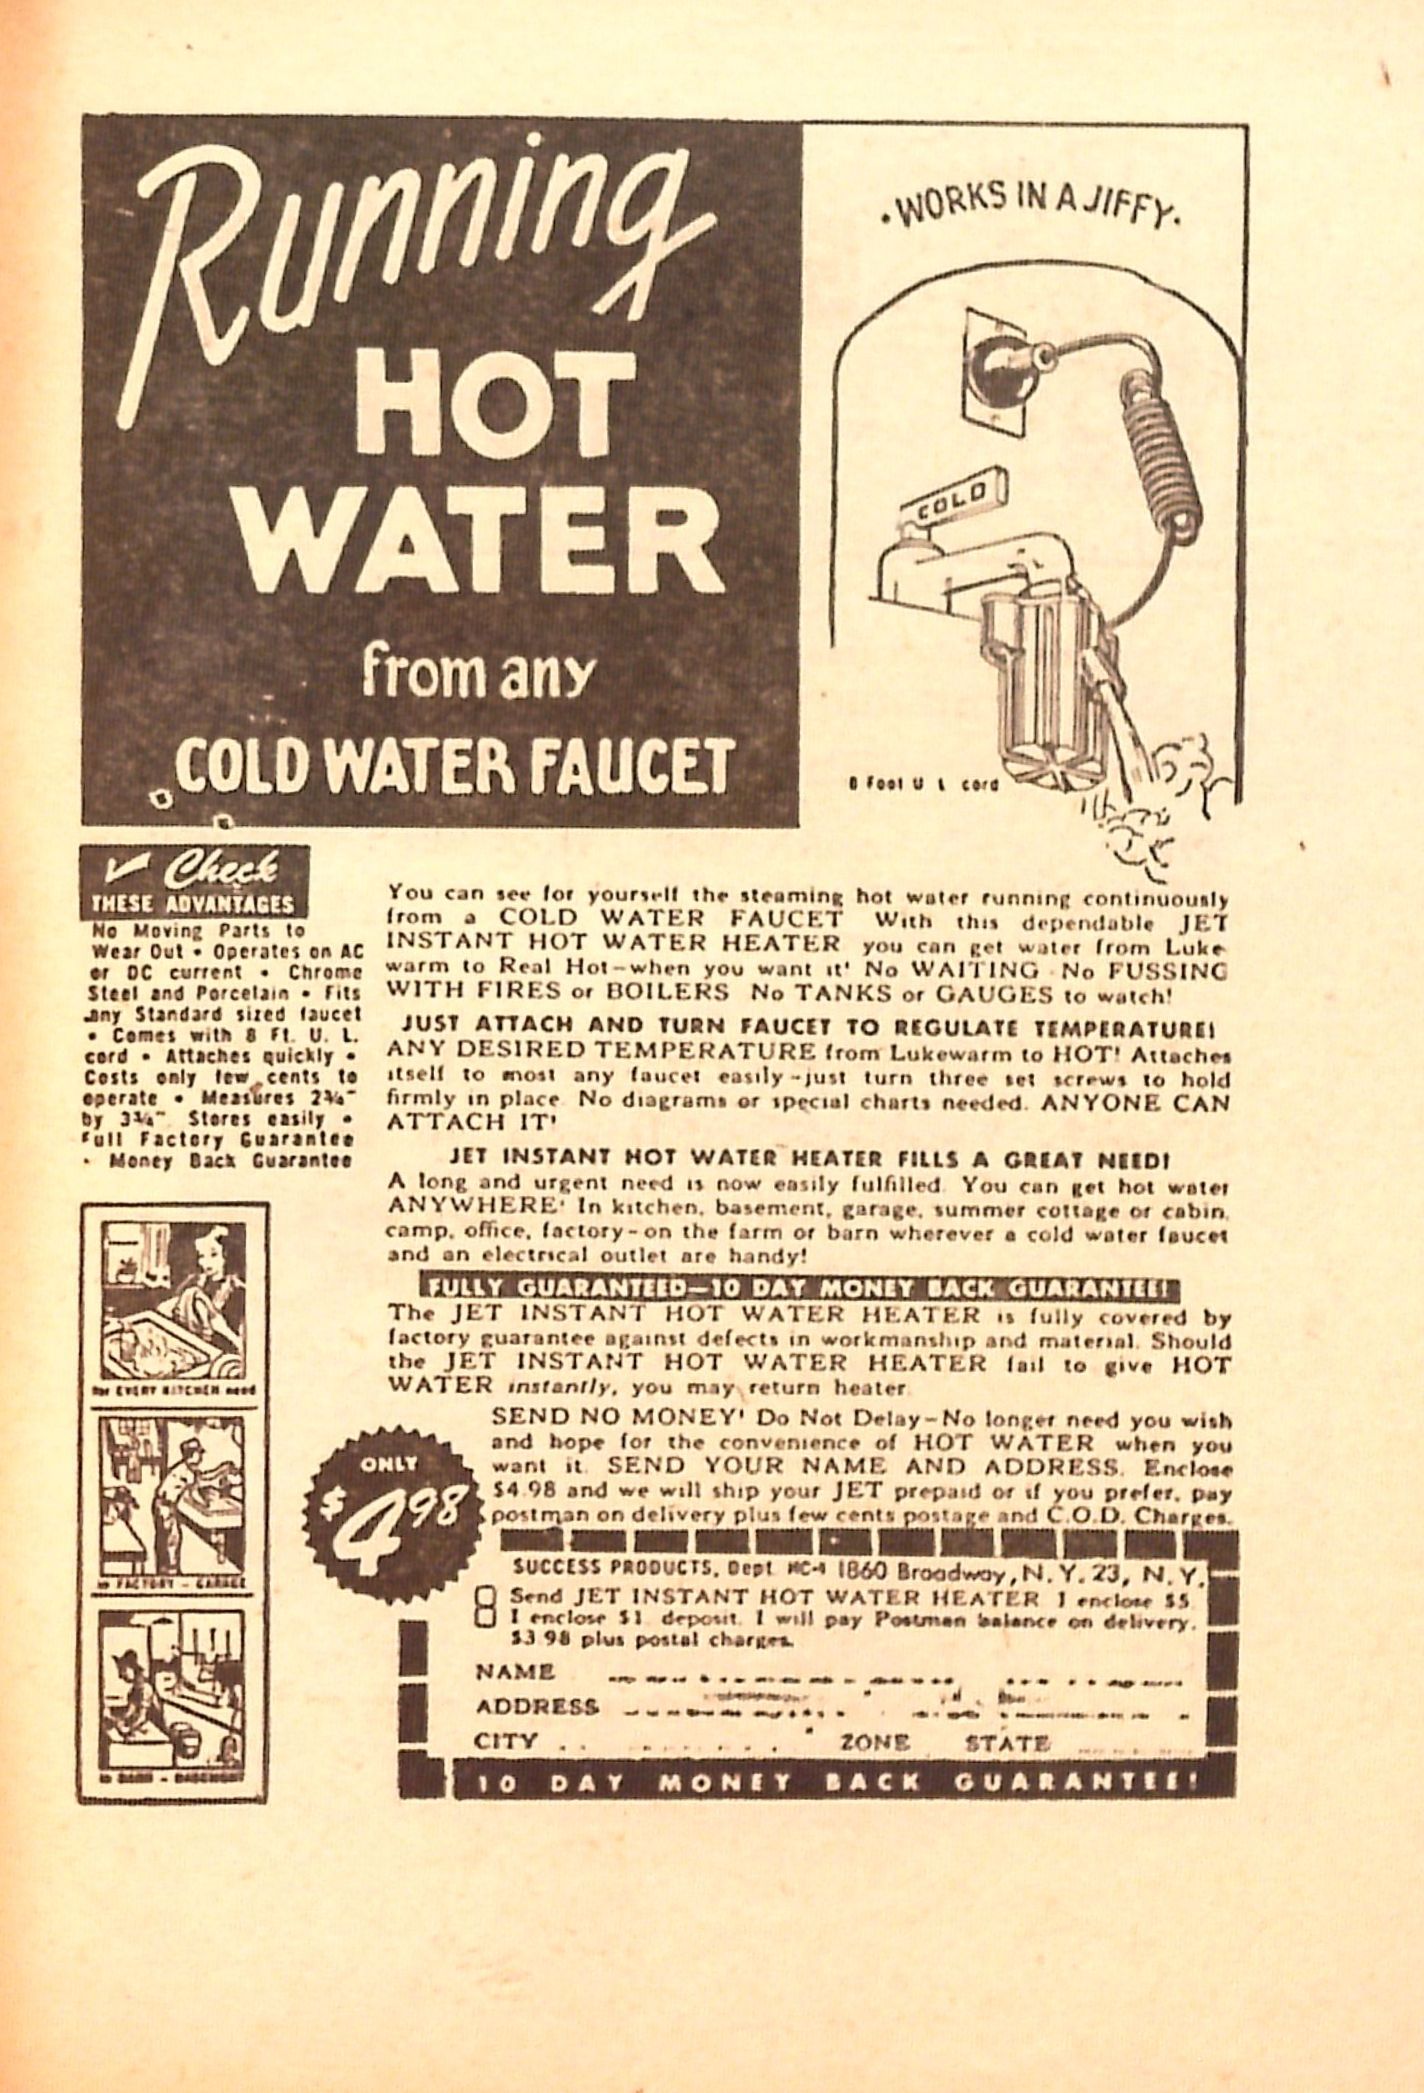 Running
HOT
WATER
from any
COLD WATER FAUCET
• WORKS IN A JIFFY •
COLD
8 Foot U L cord
Check
THESE ADVANTAGES
No Moving Parts to
Wear Out • Operates on AC
or DC current • Chrome
Steel and Porcelain • Fits
any Standard sized faucet
• Comes with 8 Ft. U. L.
cord • Attaches quickly •
Costs only few cents to
operate • Measures 2¾"
by 3¾" Stores easily •
Full Factory Guarantee
• Money Back Guarantee
for EVERY KITCHEN need
in FACTORY - GARAGE
in BARN - BASEMENT
You can see for yourself the steaming hot water running continuously
from a COLD WATER FAUCET With this dependable JET
INSTANT HOT WATER HEATER you can get water from Luke
warm to Real Hot—when you want it! No WAITING No FUSSING
WITH FIRES or BOILERS No TANKS or GAUGES to watch!
JUST ATTACH AND TURN FAUCET TO REGULATE TEMPERATURE!
ANY DESIRED TEMPERATURE from Lukewarm to HOT! Attaches
itself to most any faucet easily—just turn three set screws to hold
firmly in place No diagrams or special charts needed. ANYONE CAN
ATTACH IT!
JET INSTANT HOT WATER HEATER FILLS A GREAT NEED!
A long and urgent need is now easily fulfilled You can get hot water
ANYWHERE! In kitchen, basement, garage, summer cottage or cabin,
camp, office, factory—on the farm or barn wherever a cold water faucet
and an electrical outlet are handy!
FULLY GUARANTEED—10 DAY MONEY BACK GUARANTEE!
The JET INSTANT HOT WATER HEATER is fully covered by
factory guarantee against defects in workmanship and material. Should
the JET INSTANT HOT WATER HEATER fail to give HOT
WATER instantly, you may return heater
SEND NO MONEY! Do Not Delay—No longer need you wish
and hope for the convenience of HOT WATER when you
want it. SEND YOUR NAME AND ADDRESS. Enclose
$4.98 and we will ship your JET prepaid or if you prefer, pay
postman on delivery plus few cents postage and C.O.D. Charges.
ONLY
$4.98
SUCCESS PRODUCTS, Dept MC-4 1860 Broadway, N.Y. 23, N.Y.
Send JET INSTANT HOT WATER HEATER I enclose $5
I enclose $1 deposit. I will pay Postman balance on delivery,
$3.98 plus postal charges.
NAME
ADDRESS
CITY ZONE STATE
10 DAY MONEY BACK GUARANTEE!